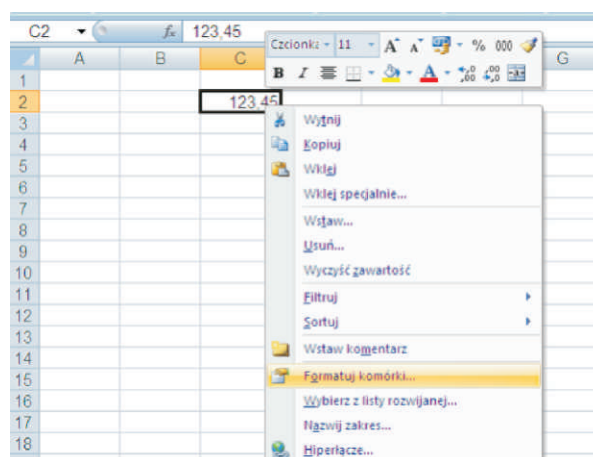 C2 fx 123,45
Czcionka 11 A A % 000
B I A ,00 ,0
A B C G
1
2 123,45
3 Wytnij
4 Kopiuj
5 Wklej
6 Wklej specjalnie...
7 Wstaw...
8 Usuń...
9
10 Wyczyść zawartość
11 Filtruj
12 Sortuj
13 Wstaw komentarz
14
15 Formatuj komórki...
16 Wybierz z listy rozwijanej...
17 Nazwij zakres...
18 Hiperłącze...